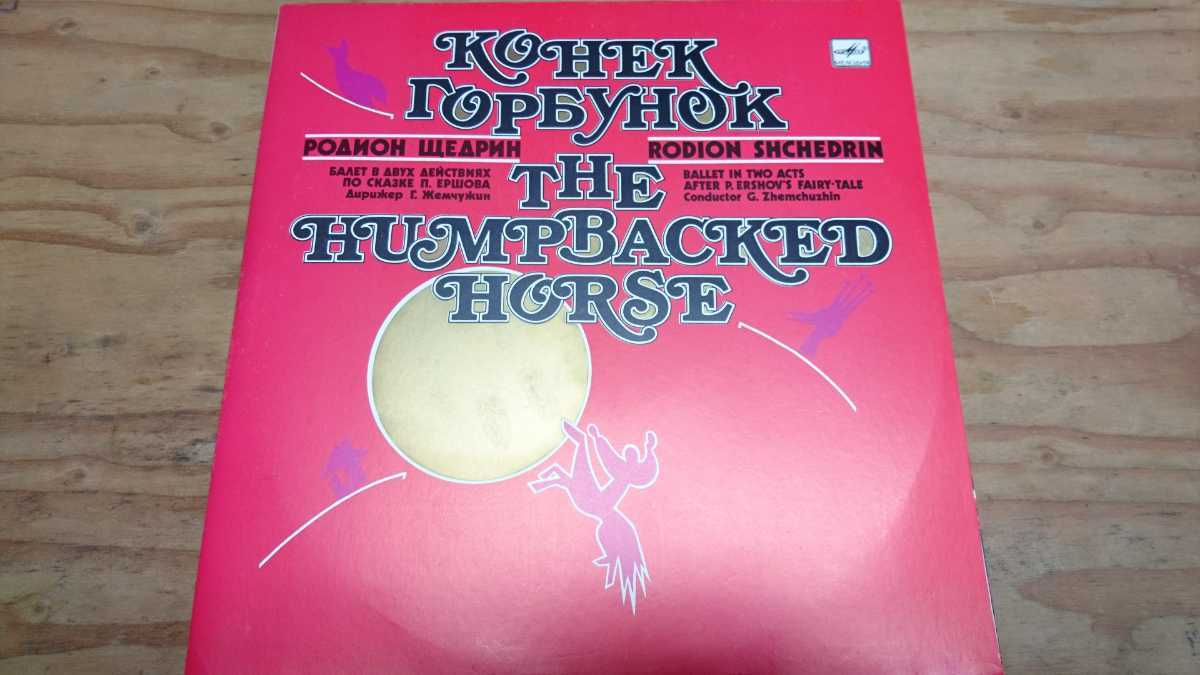 КОНЕК
ГОРБУНОК
РОДИОН ЩЕДРИН
БАЛЕТ В ДВУХ ДЕЙСТВИЯХ
ПО СКАЗКЕ П. ЕРШОВА
Дирижер Г. Жемчужин
RODION SHCHEDRIN
BALLET IN TWO ACTS
AFTER P. ERSHOV'S FAIRY-TALE
Conductor G. Zhemchuzhin
THE
HUMPBACKED
HORSE